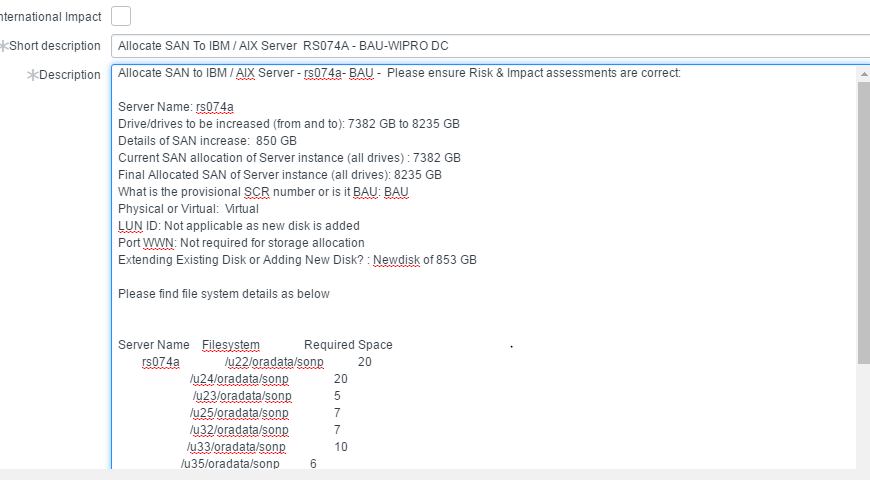 nternational Impact
Short description Allocate SAN To IBM / AIX Server RS074A - BAU-WIPRO DC
Description Allocate SAN to IBM / AIX Server - rs074a- BAU - Please ensure Risk & Impact assessments are correct:
Server Name: rs074a
Drive/drives to be increased (from and to): 7382 GB to 8235 GB
Details of SAN increase: 850 GB
Current SAN allocation of Server instance (all drives) : 7382 GB
Final Allocated SAN of Server instance (all drives): 8235 GB
What is the provisional SCR number or is it BAU: BAU
Physical or Virtual: Virtual
LUN ID: Not applicable as new disk is added
Port WWN: Not required for storage allocation
Extending Existing Disk or Adding New Disk? : Newdisk of 853 GB
Please find file system details as below
Server Name Filesystem Required Space .
rs074a /u22/oradata/sonp 20
/u24/oradata/sonp 20
/u23/oradata/sonp 5
/u25/oradata/sonp 7
/u32/oradata/sonp 7
/u33/oradata/sonp 10
/u35/oradata/sonp 6